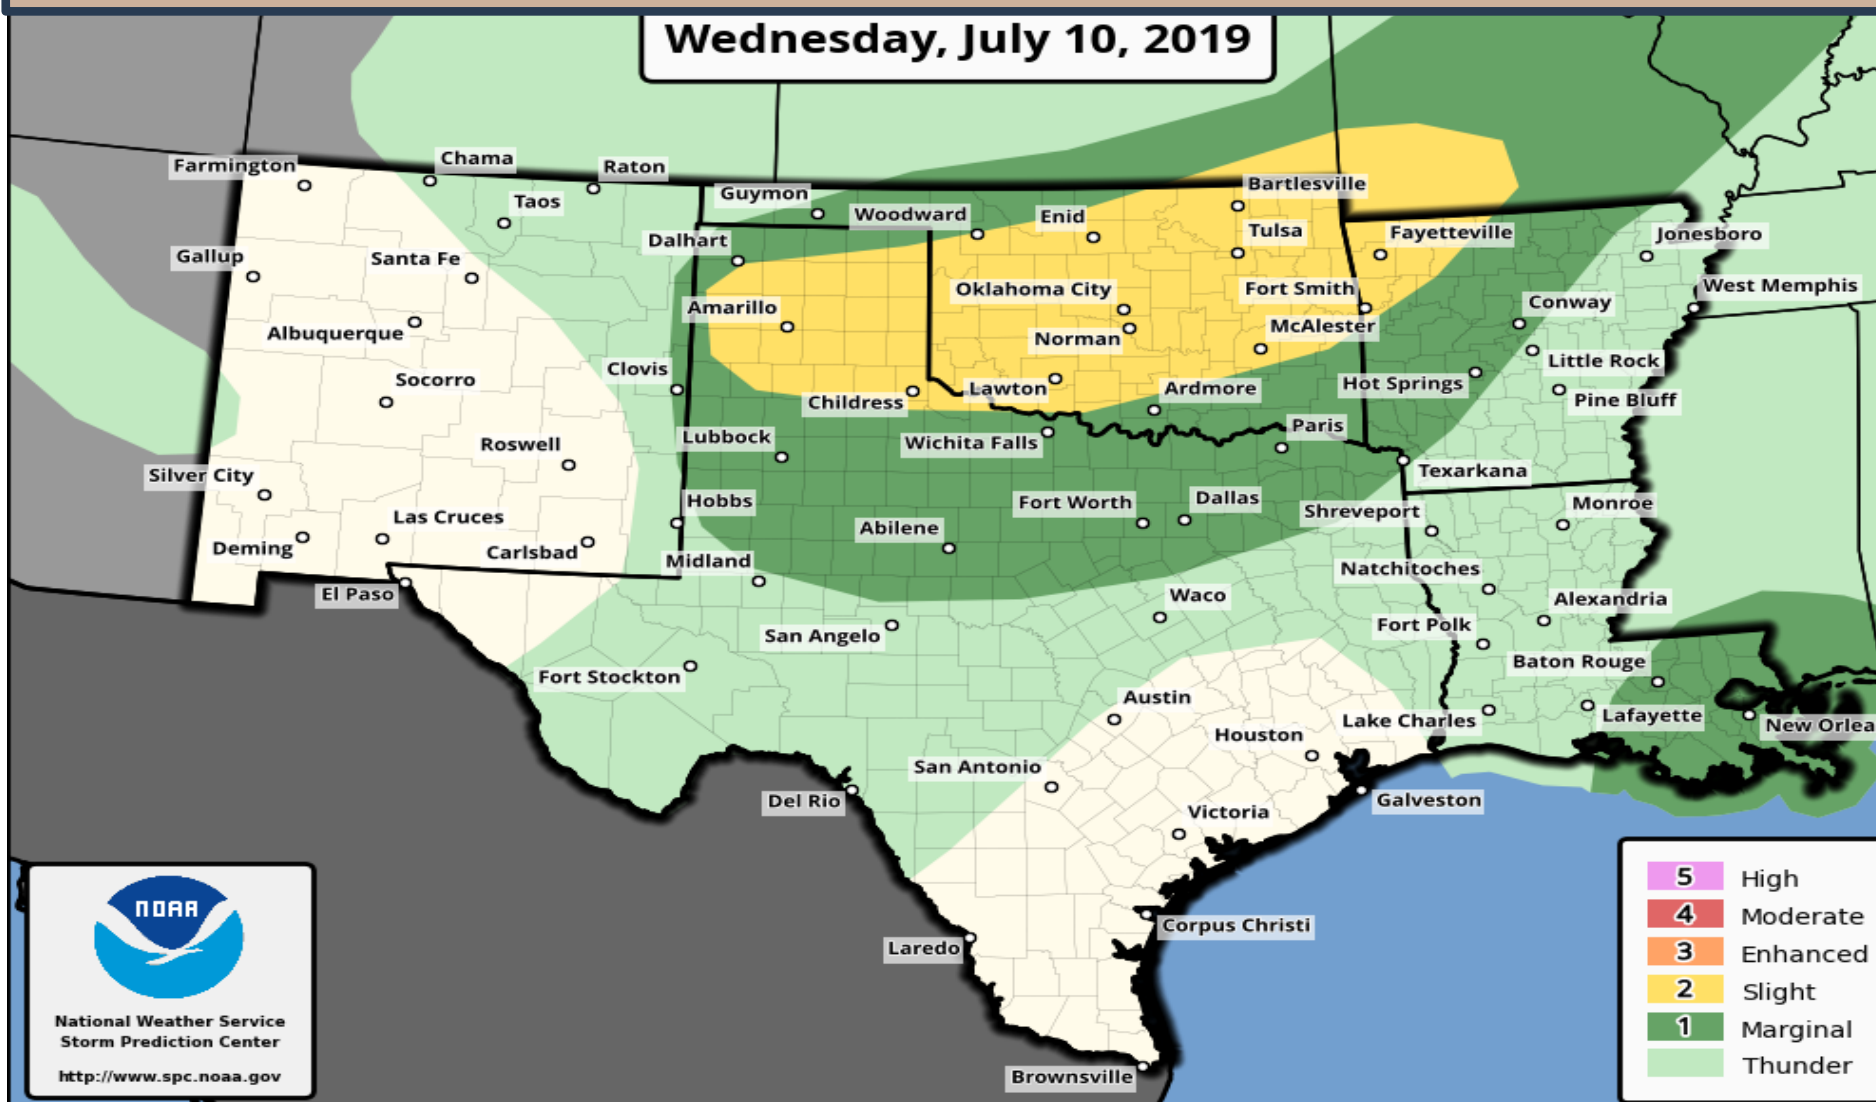 Wednesday, July 10, 2019
Farmington
Chama
Raton
Guymon
Taos
Woodward
Enid
Bartlesville
Tulsa
Fayetteville
Jonesboro
Dalhart
Gallup
Santa Fe
Amarillo
Oklahoma City
Fort Smith
Conway
West Memphis
Albuquerque
Norman
McAlester
Little Rock
Socorro
Clovis
Childress
Lawton
Ardmore
Hot Springs
Pine Bluff
Roswell
Lubbock
Wichita Falls
Paris
Texarkana
Silver City
Hobbs
Fort Worth
Dallas
Shreveport
Monroe
Las Cruces
Deming
Carlsbad
Abilene
Midland
Natchitoches
El Paso
Waco
Alexandria
San Angelo
Fort Polk
Fort Stockton
Baton Rouge
Austin
Lake Charles
Lafayette
New Orlea
Houston
San Antonio
Del Rio
Galveston
Victoria
Corpus Christi
Laredo
Brownsville
NOAA
National Weather Service
Storm Prediction Center
http://www.spc.noaa.gov
5 High
4 Moderate
3 Enhanced
2 Slight
1 Marginal
Thunder